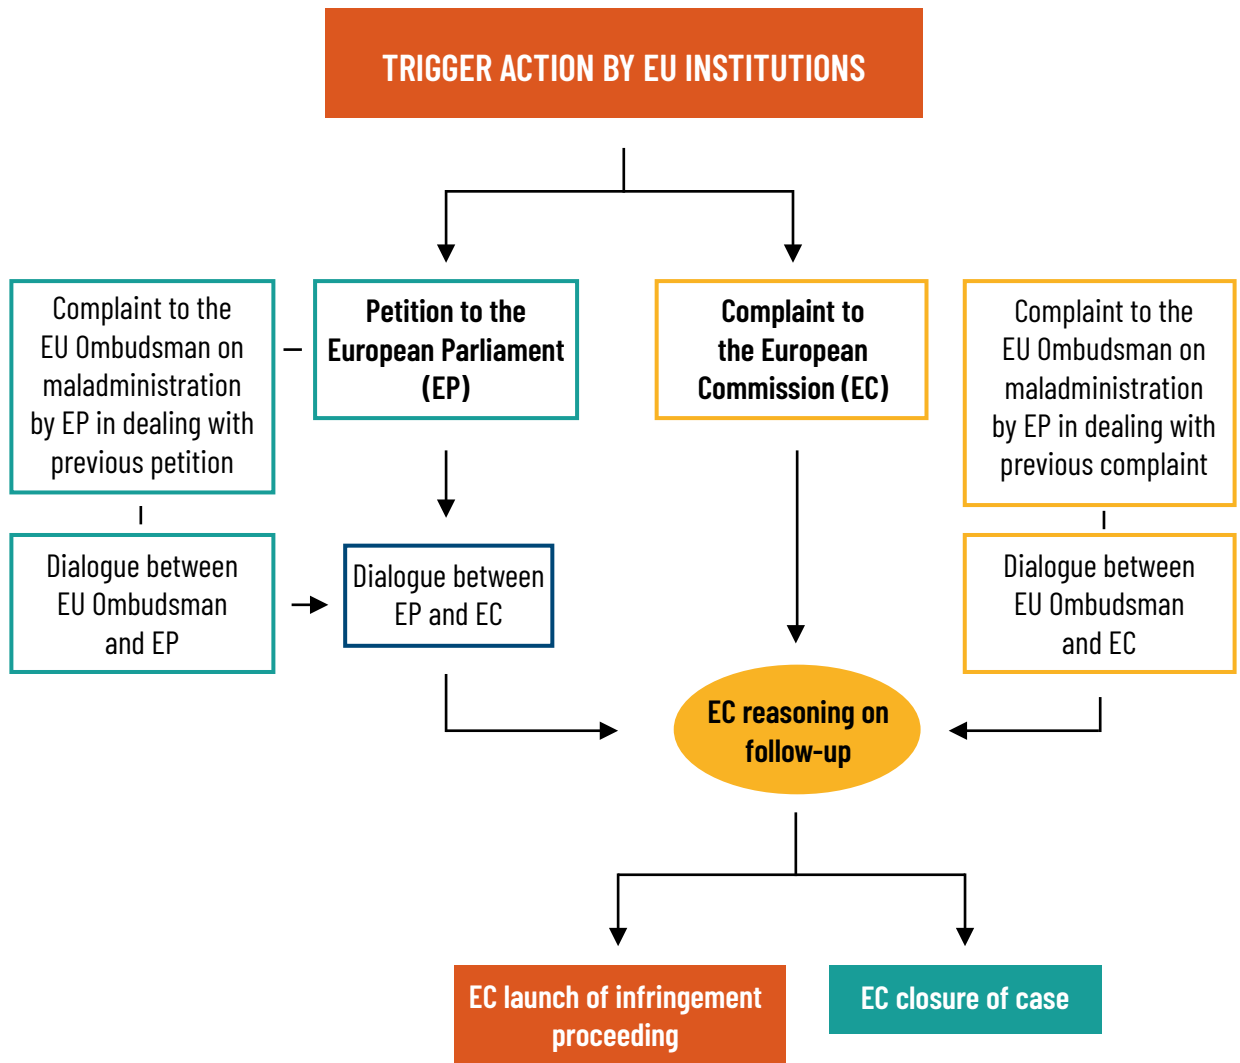 TRIGGER ACTION BY EU INSTITUTIONS
Complaint to the
EU Ombudsman on
maladministration
by EP in dealing with
previous petition
Petition to the
European Parliament
(EP)
Complaint to
the European
Commission (EC)
Complaint to the
EU Ombudsman on
maladministration
by EP in dealing with
previous complaint
Dialogue between
EU Ombudsman
and EP
Dialogue between
EP and EC
Dialogue between
EU Ombudsman
and EC
EC reasoning on
follow-up
EC launch of infringement
proceeding
EC closure of case